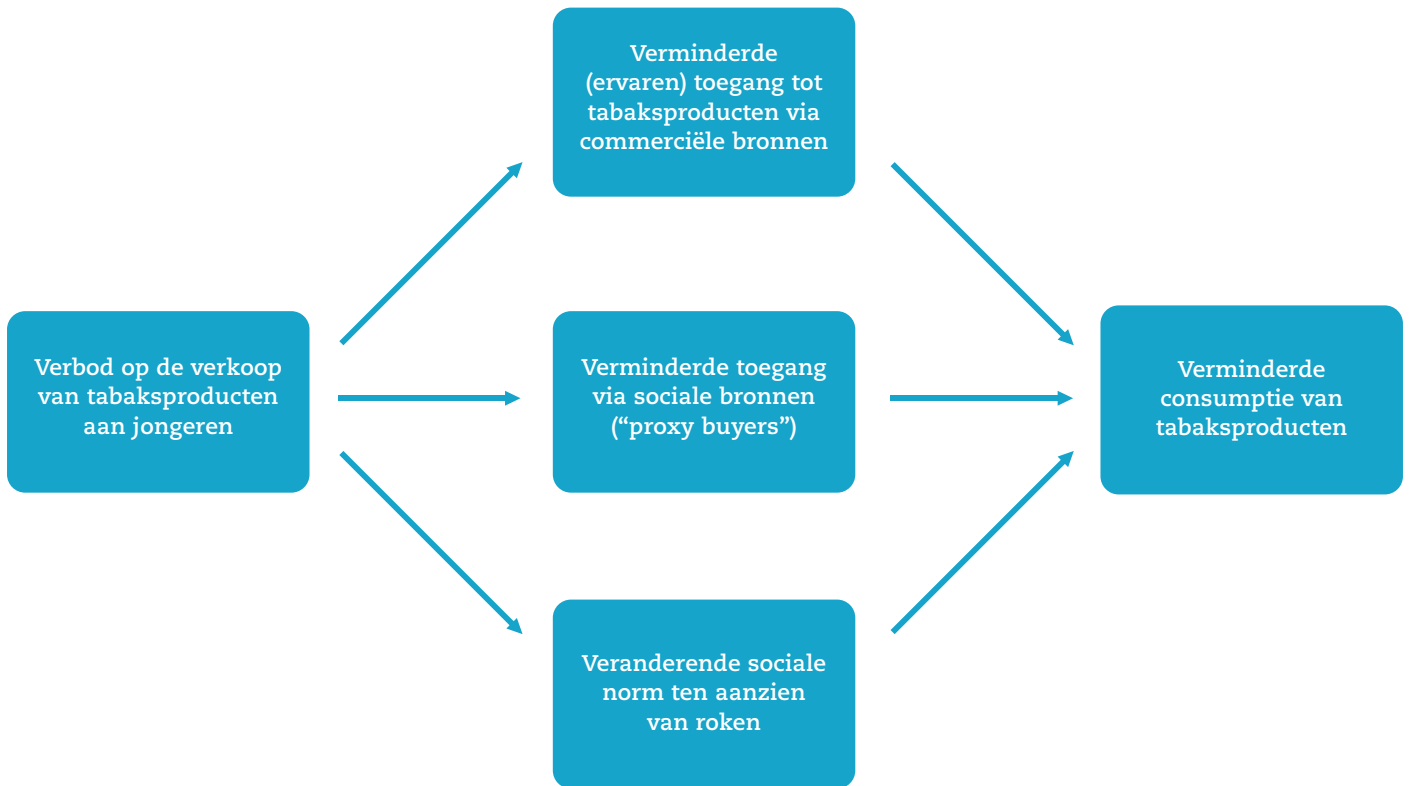 Verminderde
(ervaren) toegang tot
tabaksproducten via
commerciële bronnen
Verbod op de verkoop
van tabaksproducten
aan jongeren
Verminderde toegang
via sociale bronnen
(“proxy buyers”)
Verminderde
consumptie van
tabaksproducten
Veranderende sociale
norm ten aanzien
van roken